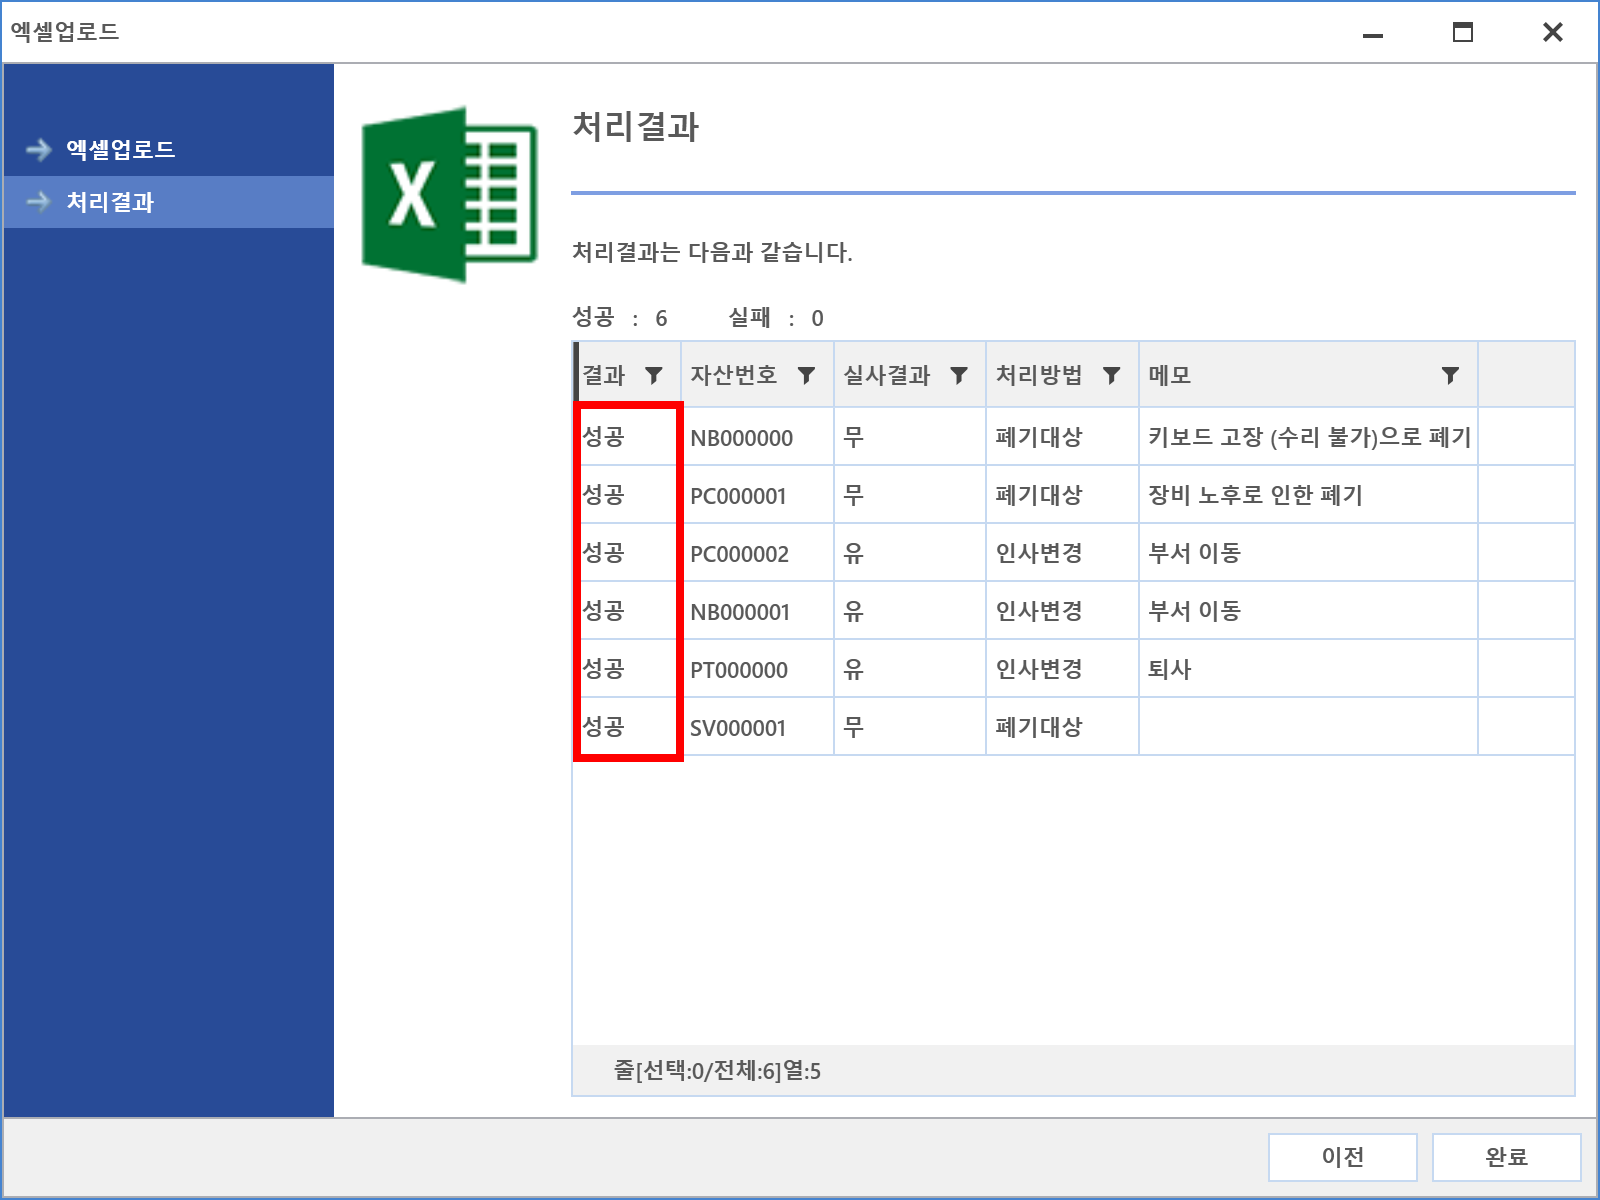 엑셀업로드
엑셀업로드
처리결과
X
처리결과
처리결과는 다음과 같습니다.
성공 : 6 실패 : 0
결과 자산번호 실사결과 처리방법 메모
성공 NB000000 무 폐기대상 키보드 고장 (수리 불가)으로 폐기
성공 PC000001 무 폐기대상 장비 노후로 인한 폐기
성공 PC000002 유 인사변경 부서 이동
성공 NB000001 유 인사변경 부서 이동
성공 PT000000 유 인사변경 퇴사
성공 SV000001 무 폐기대상
줄[선택:0/전체:6]열:5
이전 완료